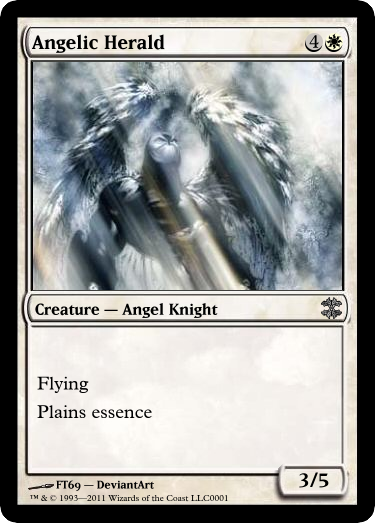 Angelic Herald 4
Creature — Angel Knight
Flying
Plains essence
FT69 — DeviantArt
3/5
™ & © 1993—2011 Wizards of the Coast LLC0001